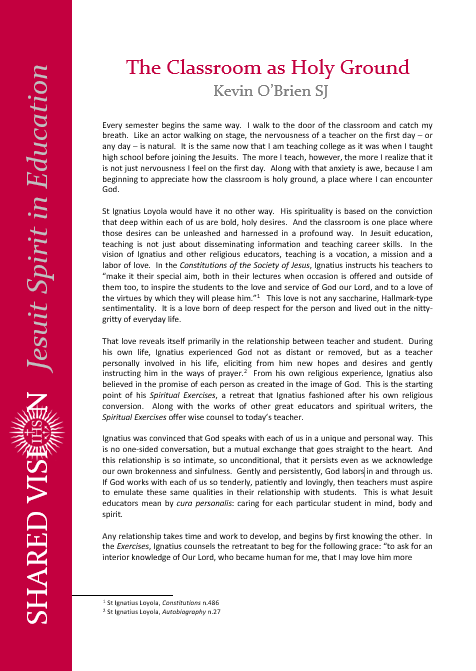 The Classroom as Holy Ground
Kevin O'Brien SJ
Every semester begins the same way. I walk to the door of the classroom and catch my
breath. Like an actor walking on stage, the nervousness of a teacher on the first day – or
any day – is natural. It is the same now that I am teaching college as it was when I taught
high school before joining the Jesuits. The more I teach, however, the more I realize that it
is not just nervousness I feel on the first day. Along with that anxiety is awe, because I am
beginning to appreciate how the classroom is holy ground, a place where I can encounter
God.
St Ignatius Loyola would have it no other way. His spirituality is based on the conviction
that deep within each of us are bold, holy desires. And the classroom is one place where
those desires can be unleashed and harnessed in a profound way. In Jesuit education,
teaching is not just about disseminating information and teaching career skills. In the
vision of Ignatius and other religious educators, teaching is a vocation, a mission and a
labor of love. In the Constitutions of the Society of Jesus, Ignatius instructs his teachers to
"make it their special aim, both in their lectures when occasion is offered and outside of
them too, to inspire the students to the love and service of God our Lord, and to a love of
the virtues by which they will please him."1 This love is not any saccharine, Hallmark-type
sentimentality. It is a love born of deep respect for the person and lived out in the nitty-
gritty of everyday life.
That love reveals itself primarily in the relationship between teacher and student. During
his own life, Ignatius experienced God not as distant or removed, but as a teacher
personally involved in his life, eliciting from him new hopes and desires and gently
instructing him in the ways of prayer.2 From his own religious experience, Ignatius also
believed in the promise of each person as created in the image of God. This is the starting
point of his Spiritual Exercises, a retreat that Ignatius fashioned after his own religious
conversion. Along with the works of other great educators and spiritual writers, the
Spiritual Exercises offer wise counsel to today's teacher.
Ignatius was convinced that God speaks with each of us in a unique and personal way. This
is no one-sided conversation, but a mutual exchange that goes straight to the heart. And
this relationship is so intimate, so unconditional, that it persists even as we acknowledge
our own brokenness and sinfulness. Gently and persistently, God labors in and through us.
If God works with each of us so tenderly, patiently and lovingly, then teachers must aspire
to emulate these same qualities in their relationship with students. This is what Jesuit
educators mean by cura personalis: caring for each particular student in mind, body and
spirit.
Any relationship takes time and work to develop, and begins by first knowing the other. In
the Exercises, Ignatius counsels the retreatant to beg for the following grace: "to ask for an
interior knowledge of Our Lord, who became human for me, that I may love him more
1 St Ignatius Loyola, Constitutions n.486
2 St Ignatius Loyola, Autobiography n.27
SHARED VISION Jesuit Spirit in Education
IHS